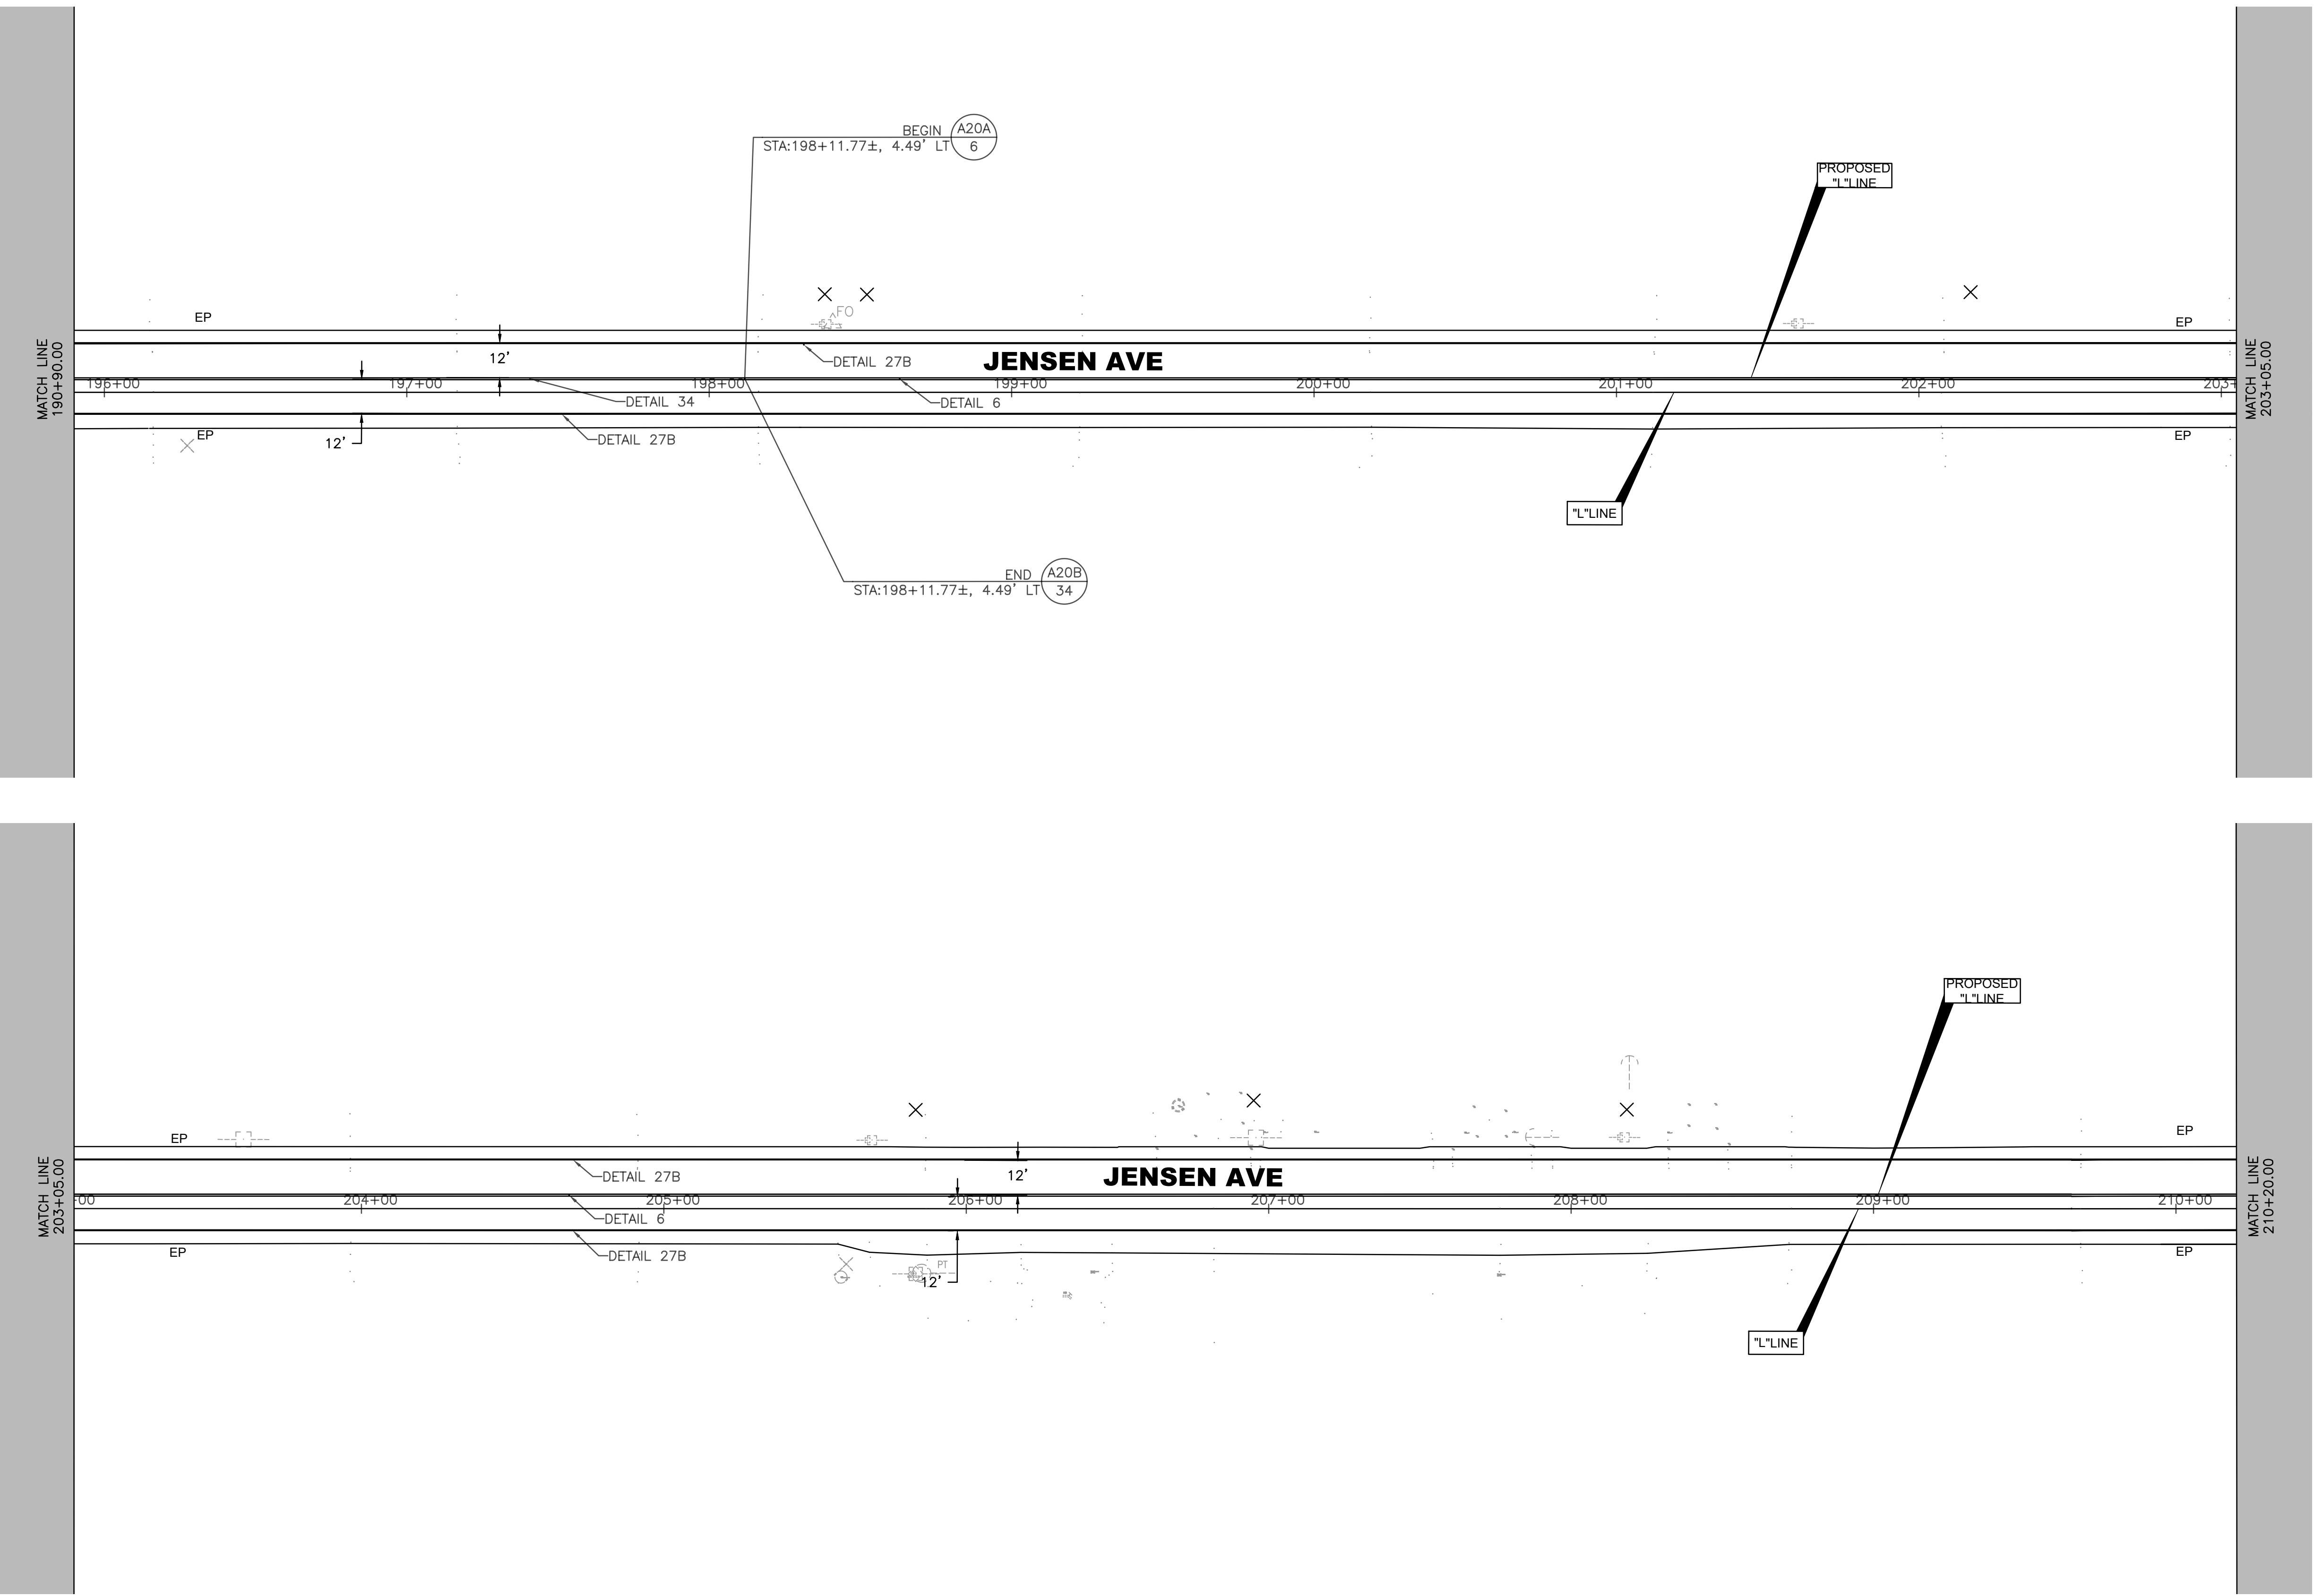 BEGIN
A20A
STA:198+11.77±, 4.49' LT
6
PROPOSED
"L"LINE
^FO
EP
EP
12'
DETAIL 27B
JENSEN AVE
MATCH LINE
190+90.00
196+00
197+00
198+00
199+00
200+00
201+00
202+00
203+
MATCH LINE
203+05.00
DETAIL 34
DETAIL 6
EP
12'
DETAIL 27B
EP
"L"LINE
END
A20B
STA:198+11.77±, 4.49' LT
34
PROPOSED
"L"LINE
EP
EP
12'
DETAIL 27B
JENSEN AVE
MATCH LINE
203+05.00
+00
204+00
205+00
206+00
207+00
208+00
209+00
210+00
MATCH LINE
210+20.00
DETAIL 6
EP
DETAIL 27B
PT
12'
EP
"L"LINE